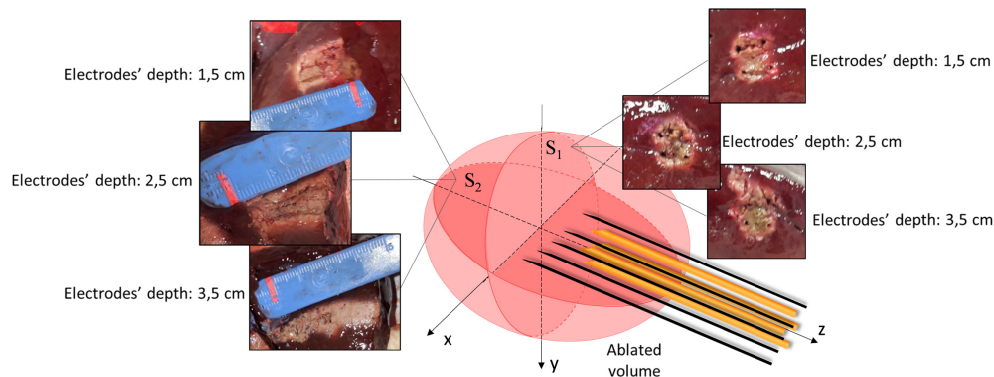 Electrodes' depth: 1,5 cm
Electrodes' depth: 2,5 cm
Electrodes' depth: 3,5 cm
S1
S2
Electrodes' depth: 1,5 cm
Electrodes' depth: 2,5 cm
Electrodes' depth: 3,5 cm
x
y
z
Ablated
volume